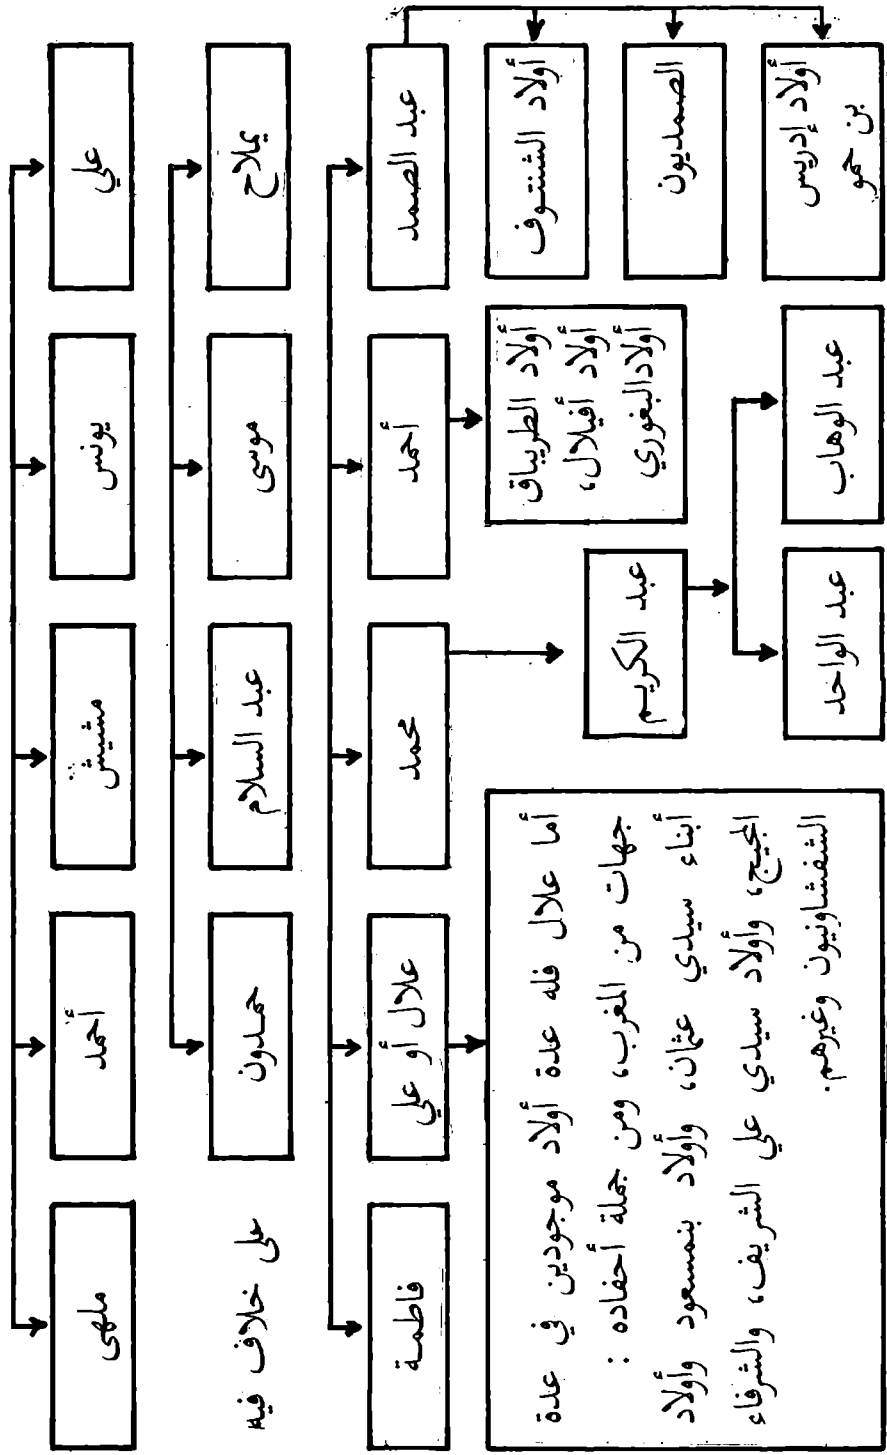 علي
يونس
مشيش
أحمد
ملهى
يملاح
موسى
عبد السلام
حمدون
على خلاف فيه
عبد الصمد
أحمد
محمد
علال أو علي
فاطمة
أولاد الشنتوف
الصمديون
أولاد إدريس
بن حمو
أولاد الطريباق
أولاد أفيلال،
أولاد البغوري
عبد الكريم
عبد الوهاب
عبد الواحد
أما علال فله عدة أولاد موجودين في عدة
جهات من المغرب، ومن جملة أحفاده :
أبناء سيدي عثمان، وأولاد بنمسعود وأولاد
الجيج، وأولاد سيدي علي الشريف، والشرفاء
الشفشاونيون وغيرهم.